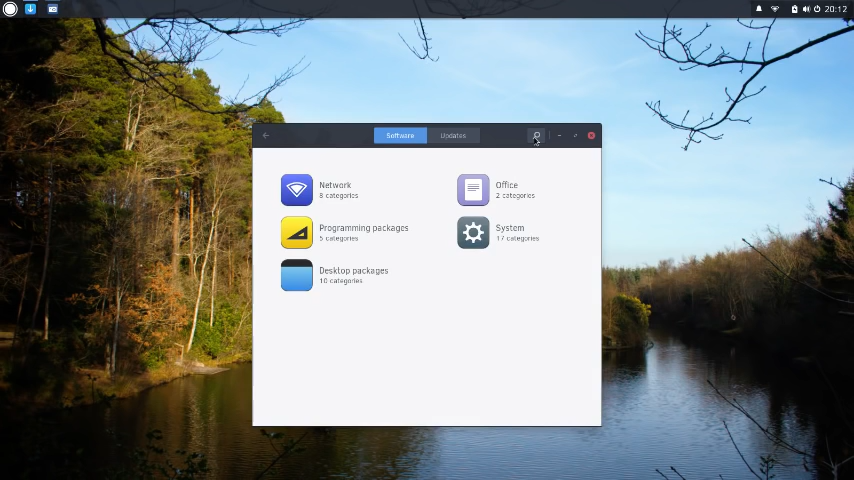 20:12
Software Updates
Network
8 categories
Office
2 categories
Programming packages
5 categories
System
17 categories
Desktop packages
10 categories